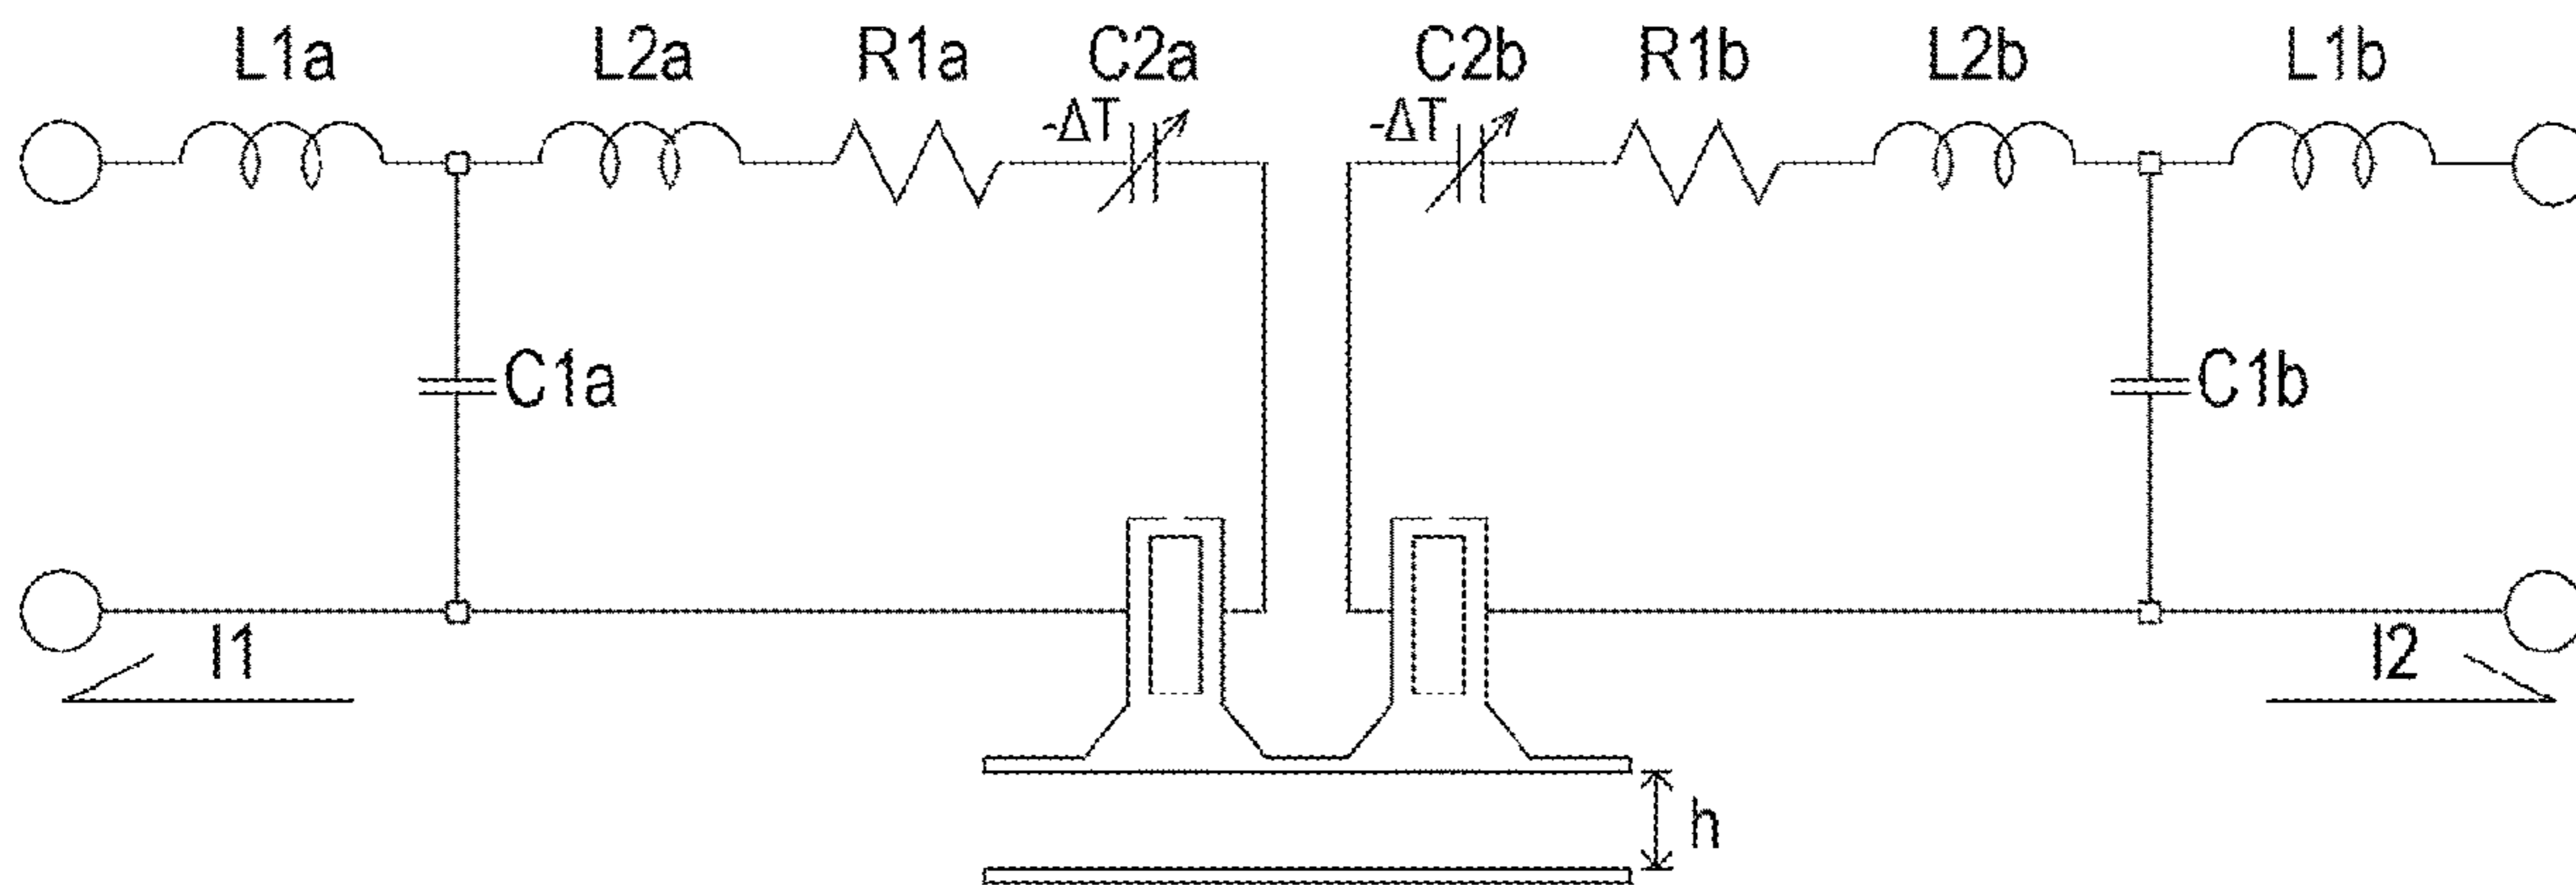 L1a L2a R1a C2a C2b R1b L2b L1b
-ΔT -ΔT
C1a C1b
I1 I2
h